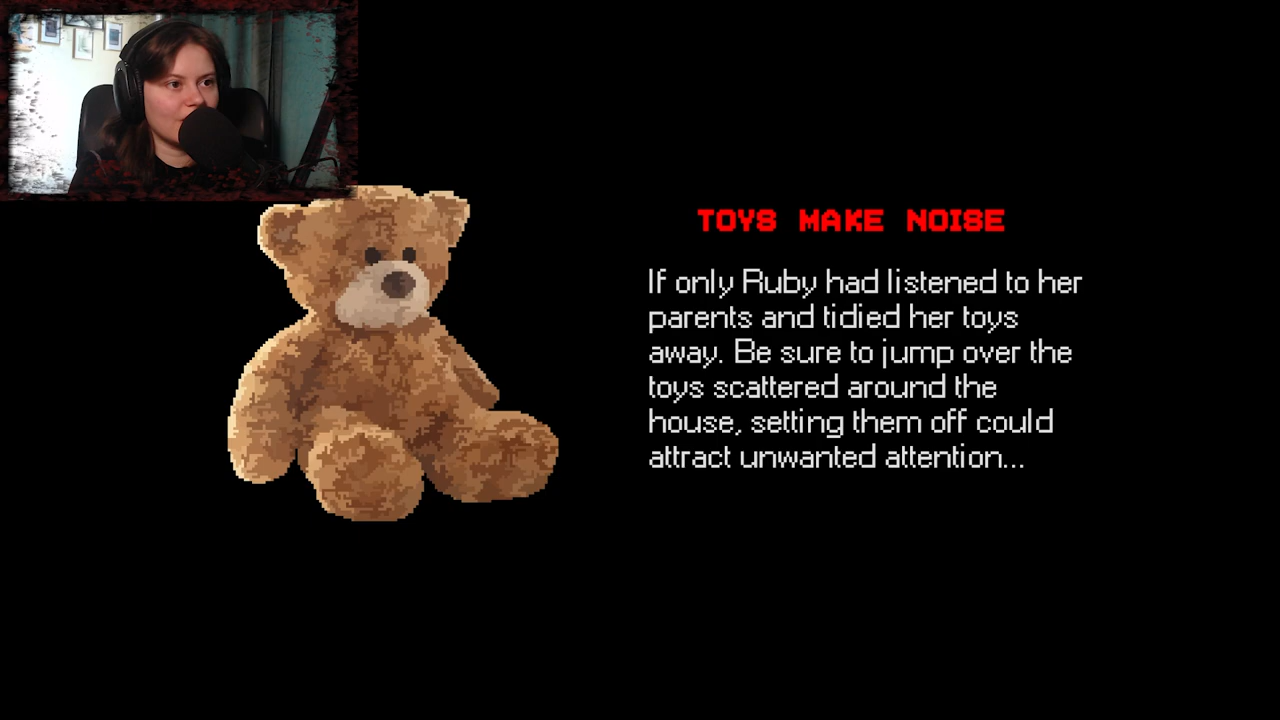 TOYS MAKE NOISE
If only Ruby had listened to her
parents and tidied her toys
away. Be sure to jump over the
toys scattered around the
house, setting them off could
attract unwanted attention...